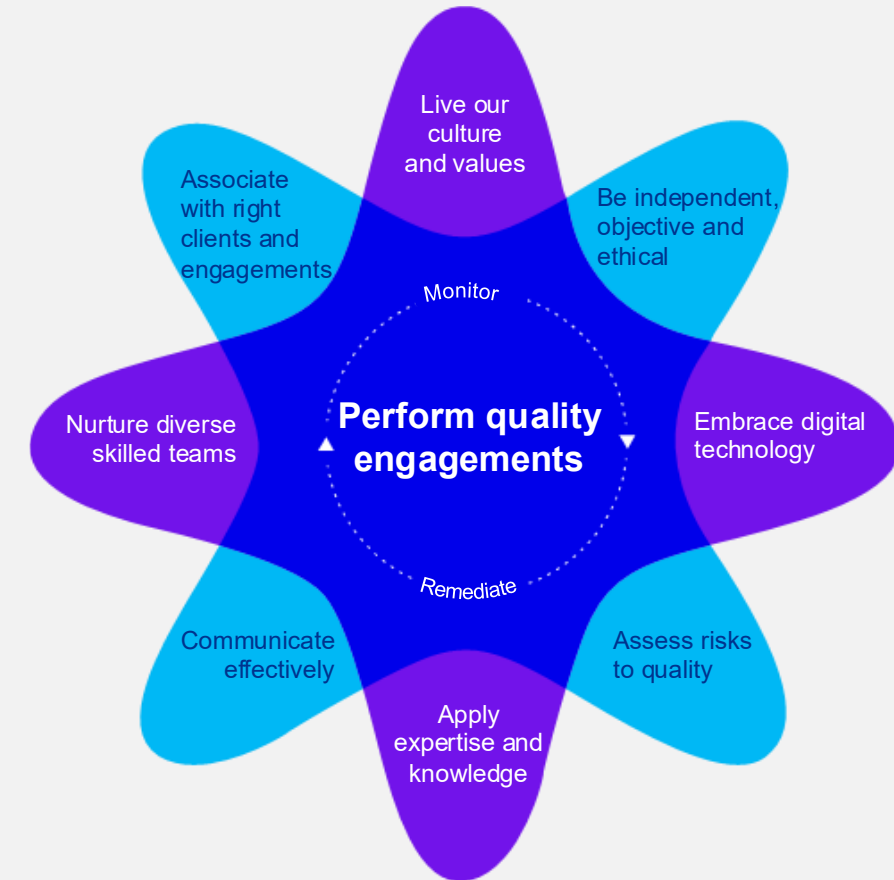 Live our
culture
and values
Be independent,
objective and
ethical
Embrace digital
technology
Assess risks
to quality
Apply
expertise and
knowledge
Communicate
effectively
Nurture diverse
skilled teams
Associate
with right
clients and
engagements
Monitor
Perform quality
engagements
Remediate